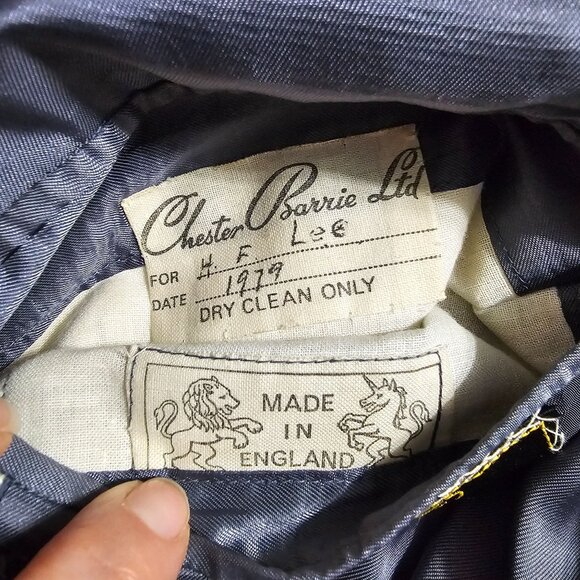 Chester Barrie Ltd
FOR H. F. Lee
DATE 1979
DRY CLEAN ONLY
MADE
IN
ENGLAND